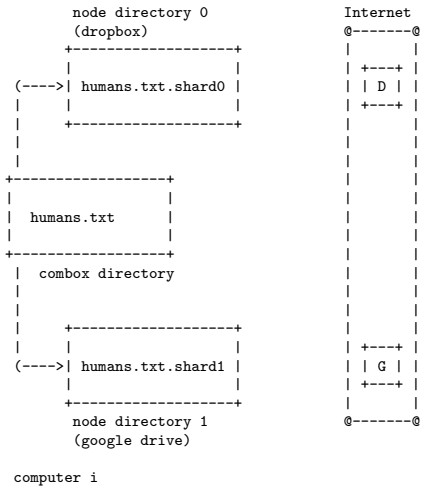 node directory 0 Internet
(dropbox) @-------@
+------------------+ | |
| | | +---+ |
(---->| humans.txt.shard0 | | | D | |
| | | | +---+ |
| +------------------+ | |
| | |
| | |
+-----------------+ | |
| | | |
| humans.txt | | |
| | | |
+-----------------+ | |
| combox directory | |
| | |
| | |
| +------------------+ | +---+ |
| | | | | G | |
(---->| humans.txt.shard1 | | +---+ |
| | | |
+------------------+ | |
node directory 1 @-------@
(google drive)
computer i